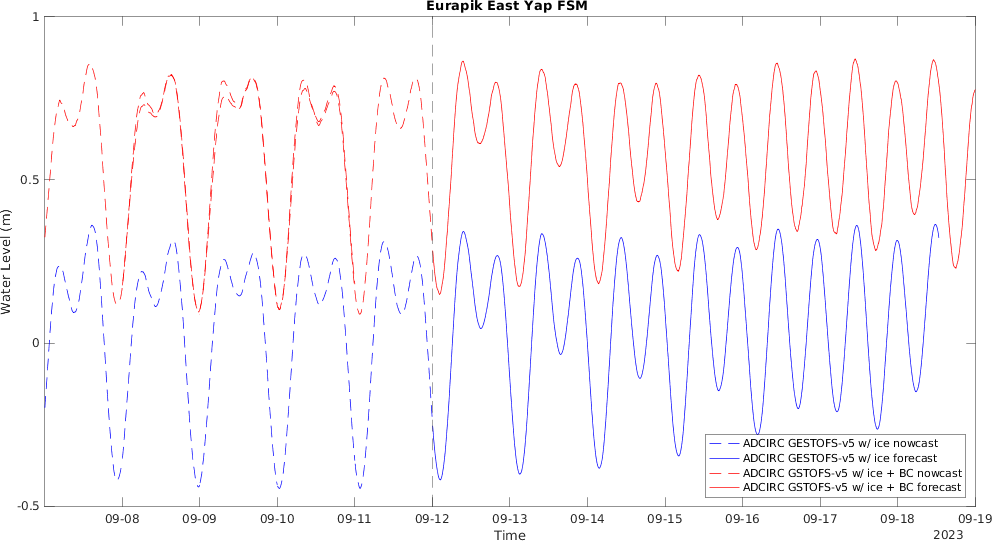 Eurapik East Yap FSM
1
0.5
0
-0.5
Water Level (m)
09-08
09-09
09-10
09-11
09-12
09-13
09-14
09-15
09-16
09-17
09-18
09-19
Time
2023
ADCIRC GESTOFS-v5 w/ ice nowcast
ADCIRC GESTOFS-v5 w/ ice forecast
ADCIRC GSTOFS-v5 w/ ice + BC nowcast
ADCIRC GSTOFS-v5 w/ ice + BC forecast